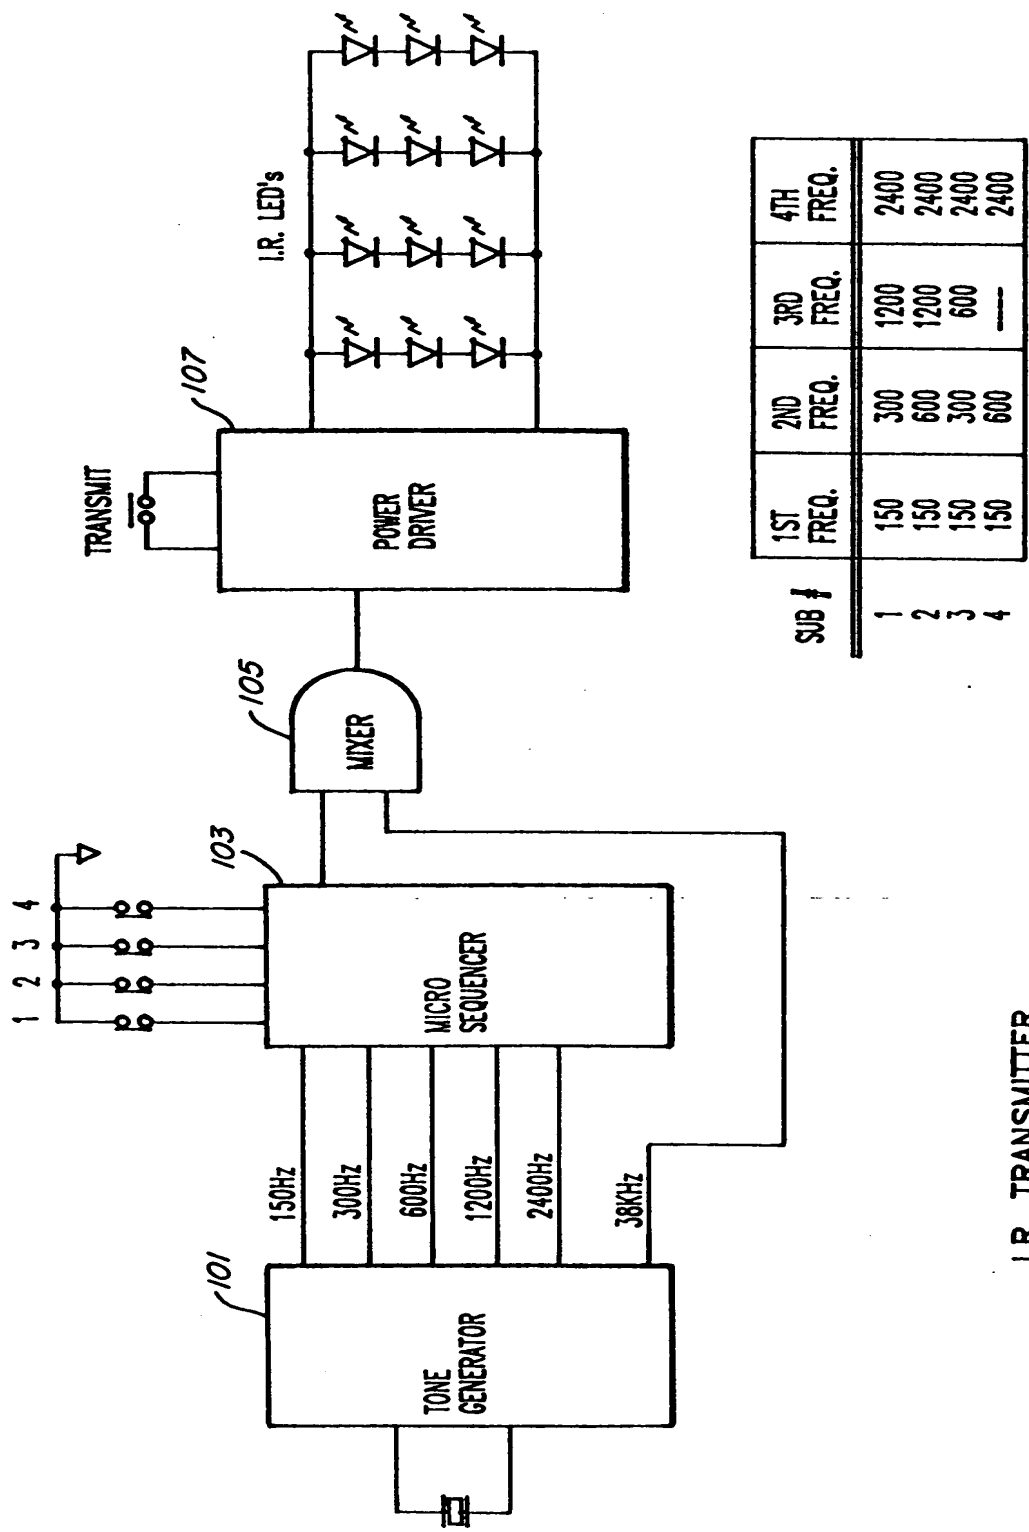 1 2 3 4
TRANSMIT
I.R. LED's
101
103
105
107
TONE
GENERATOR
150Hz
300Hz
600Hz
1200Hz
2400Hz
38KHz
MICRO
SEQUENCER
MIXER
POWER
DRIVER
SUB # 1ST FREQ. 2ND FREQ. 3RD FREQ. 4TH FREQ.
1 150 300 1200 2400
2 150 600 1200 2400
3 150 300 600 2400
4 150 600 — 2400
I.R. TRANSMITTER